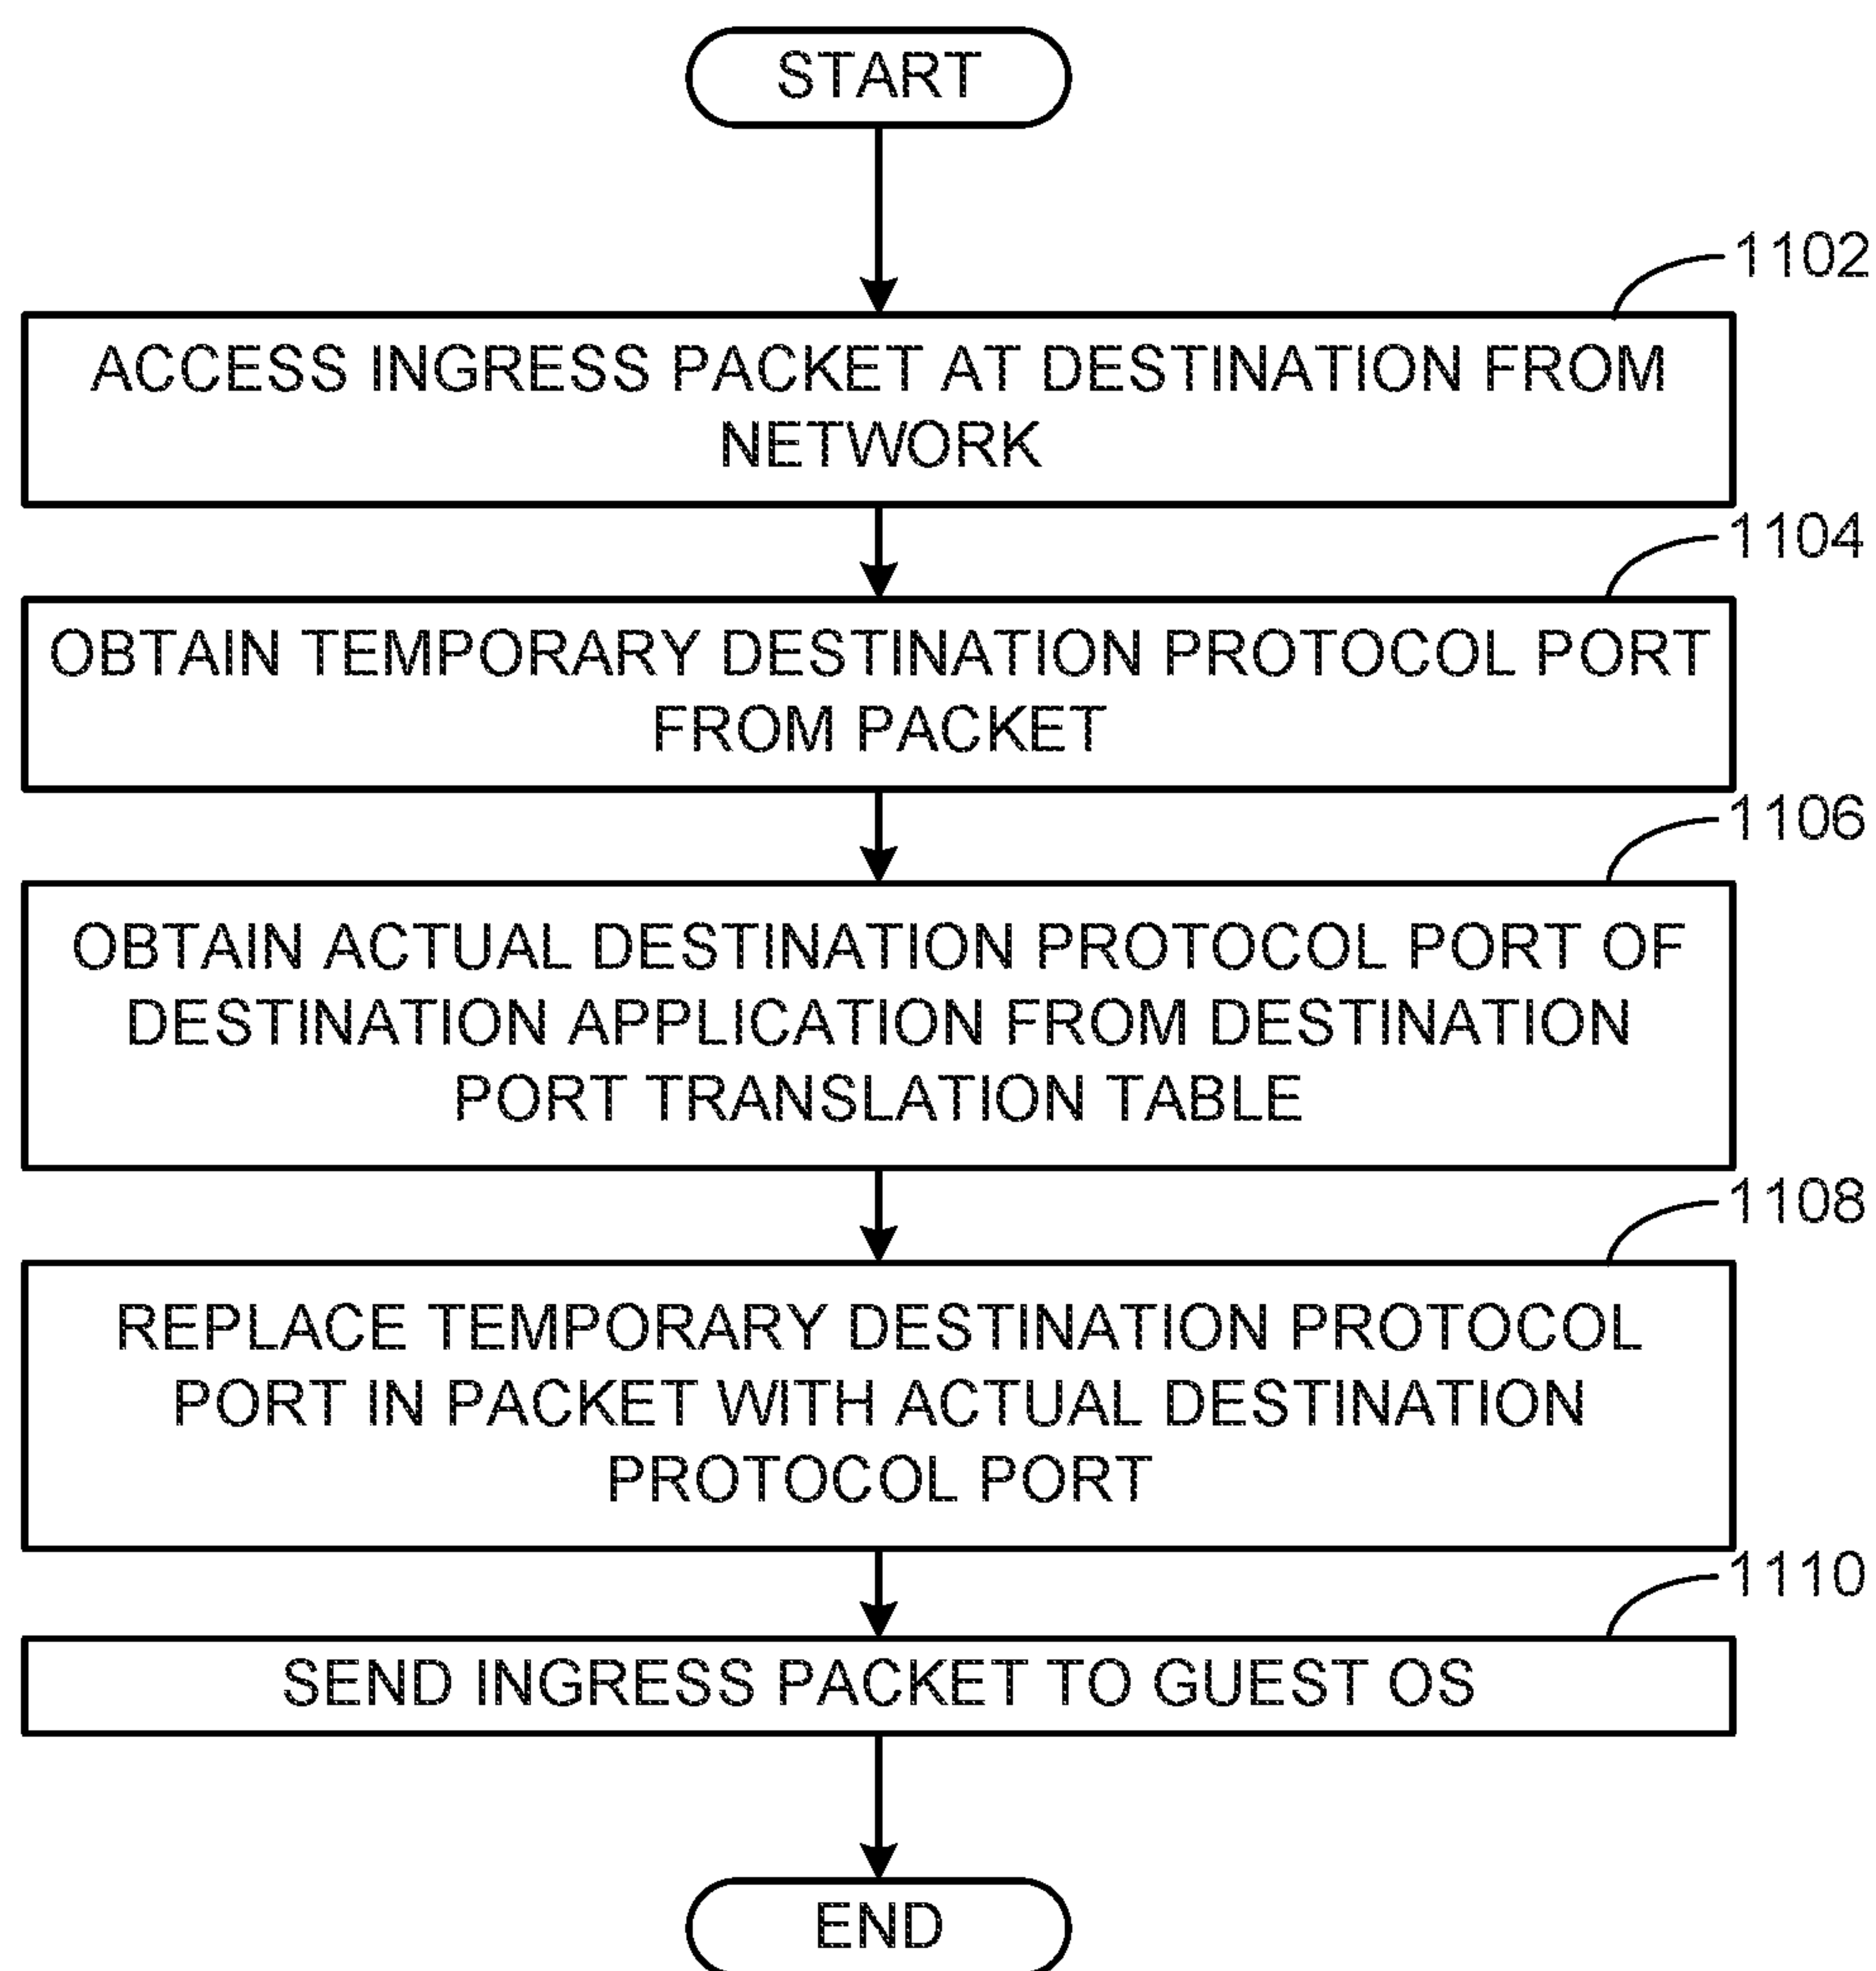 START
1102
ACCESS INGRESS PACKET AT DESTINATION FROM
NETWORK
1104
OBTAIN TEMPORARY DESTINATION PROTOCOL PORT
FROM PACKET
1106
OBTAIN ACTUAL DESTINATION PROTOCOL PORT OF
DESTINATION APPLICATION FROM DESTINATION
PORT TRANSLATION TABLE
1108
REPLACE TEMPORARY DESTINATION PROTOCOL
PORT IN PACKET WITH ACTUAL DESTINATION
PROTOCOL PORT
1110
SEND INGRESS PACKET TO GUEST OS
END